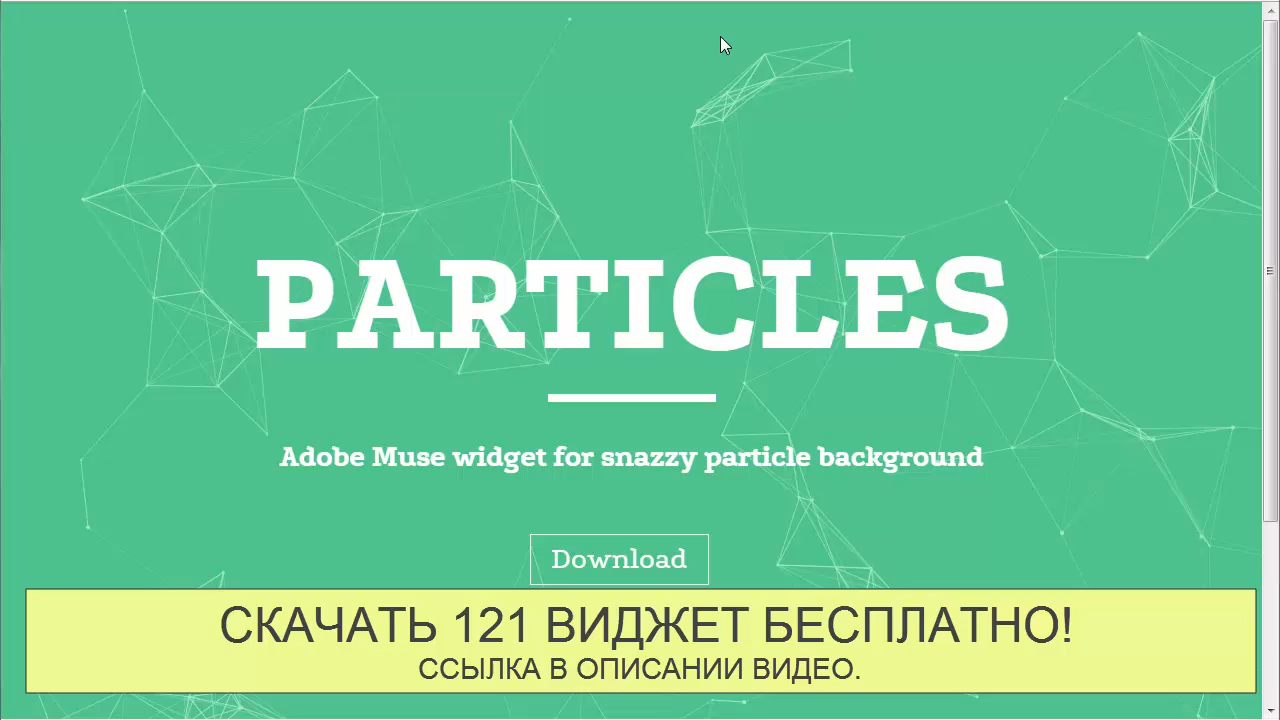 PARTICLES
Adobe Muse widget for snazzy particle background
Download
СКАЧАТЬ 121 ВИДЖЕТ БЕСПЛАТНО!
ССЫЛКА В ОПИСАНИИ ВИДЕО.